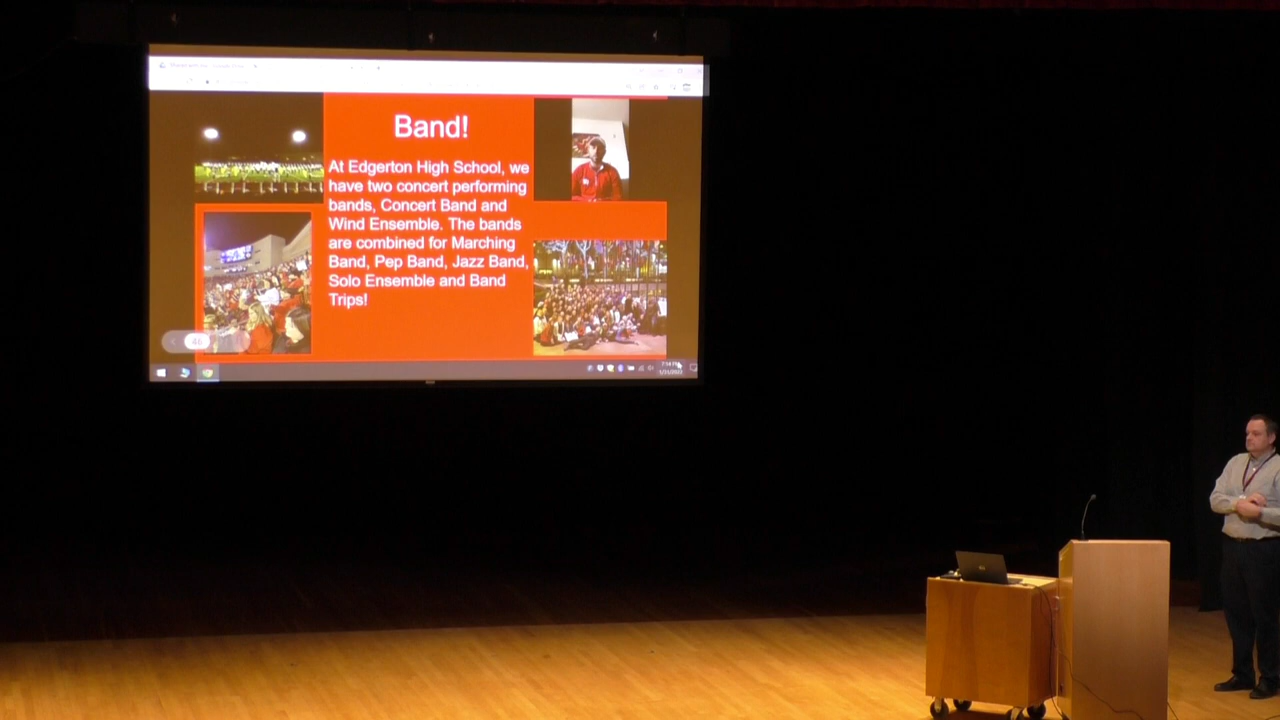 Band!
At Edgerton High School, we
have two concert performing
bands, Concert Band and
Wind Ensemble. The bands
are combined for Marching
Band, Pep Band, Jazz Band,
Solo Ensemble and Band
Trips!
46